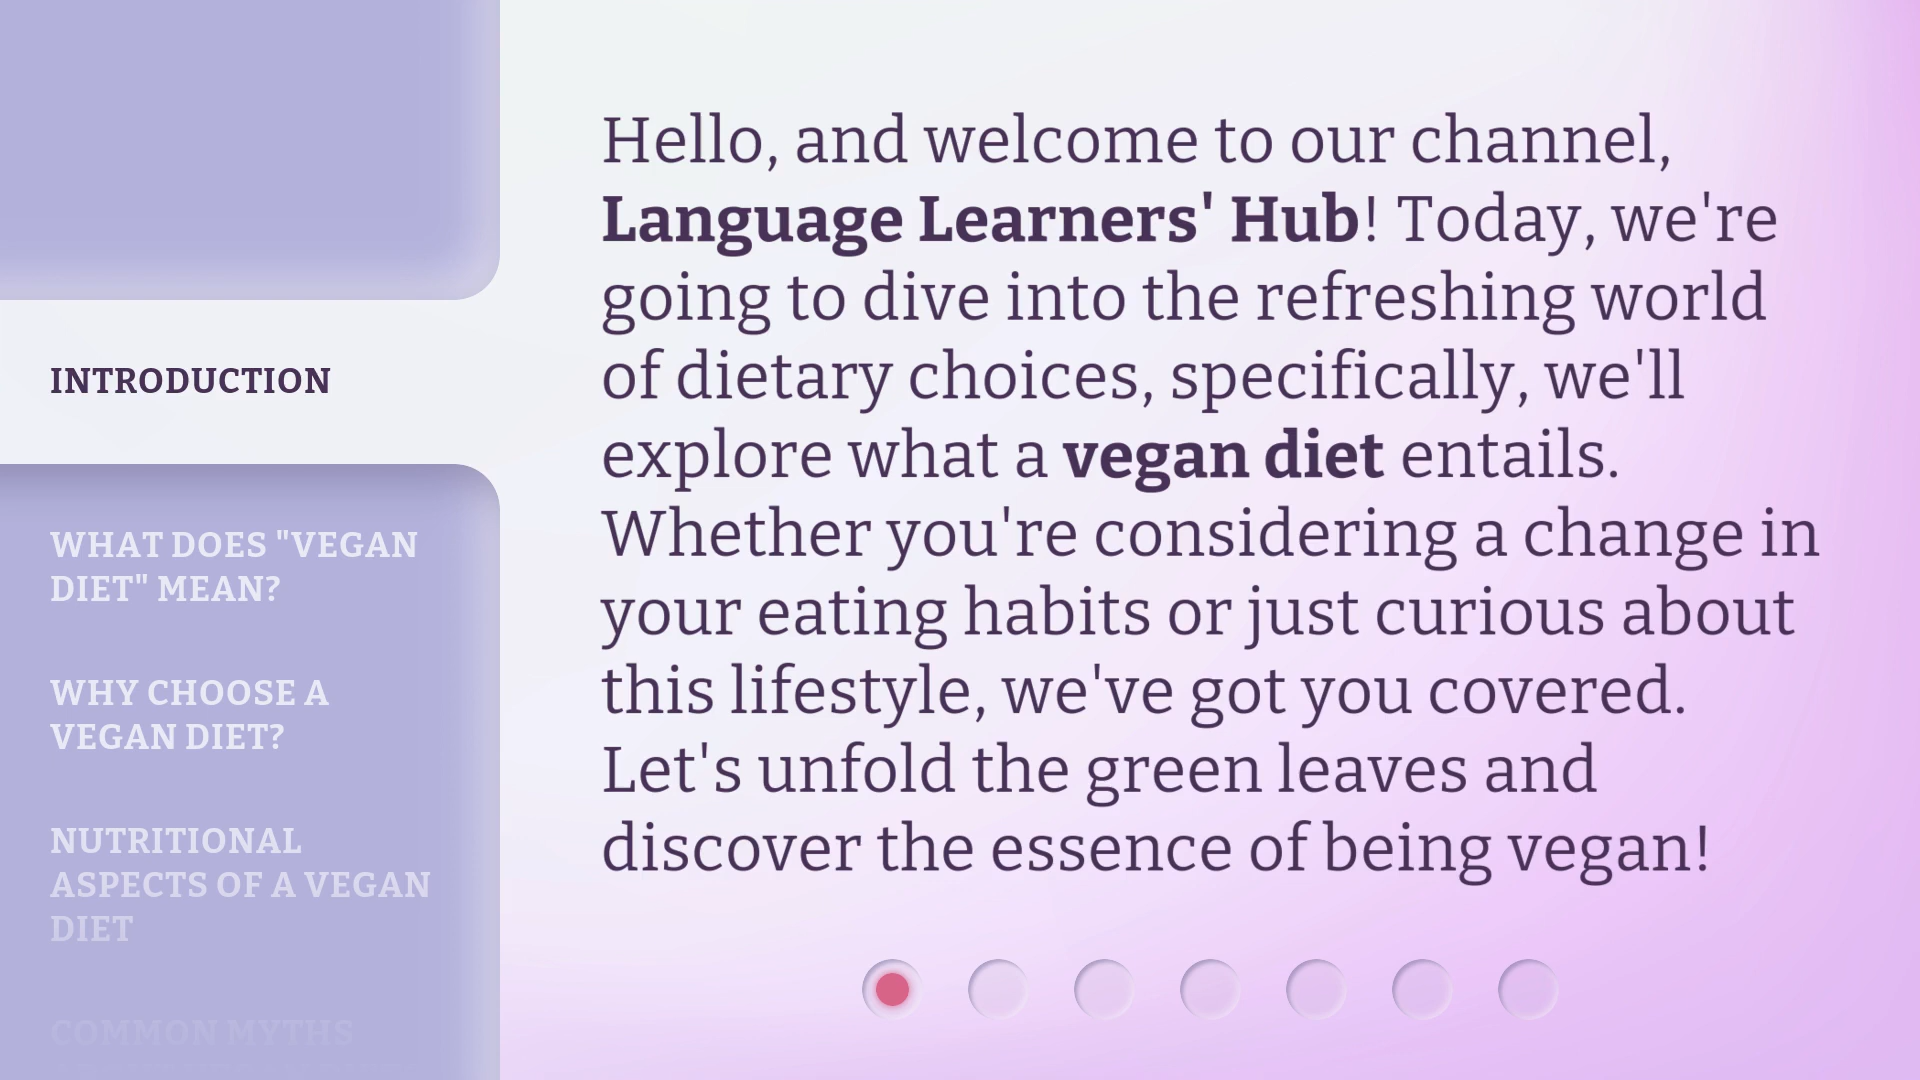 INTRODUCTION
WHAT DOES "VEGAN
DIET" MEAN?
WHY CHOOSE A
VEGAN DIET?
NUTRITIONAL
ASPECTS OF A VEGAN
DIET
COMMON MYTHS
Hello, and welcome to our channel,
Language Learners' Hub! Today, we're
going to dive into the refreshing world
of dietary choices, specifically, we'll
explore what a vegan diet entails.
Whether you're considering a change in
your eating habits or just curious about
this lifestyle, we've got you covered.
Let's unfold the green leaves and
discover the essence of being vegan!